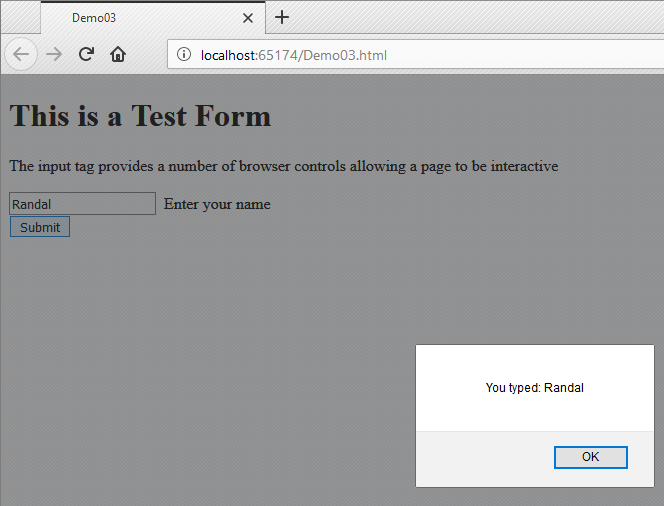 Demo03
localhost:65174/Demo03.html
This is a Test Form
The input tag provides a number of browser controls allowing a page to be interactive
Randal Enter your name
Submit
You typed: Randal
OK